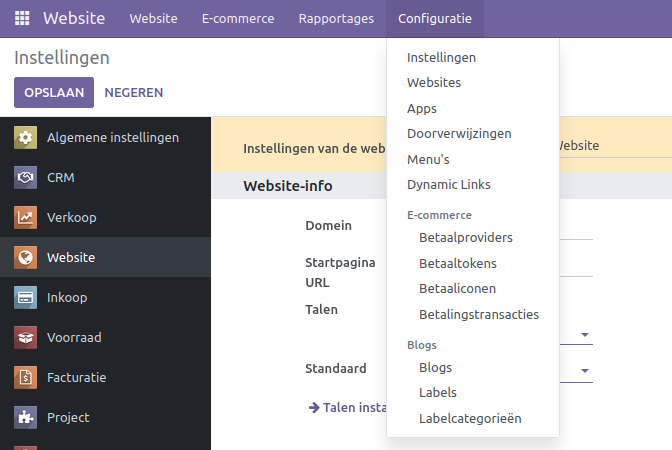 Website Website E-commerce Rapportages Configuratie
Instellingen
OPSLAAN NEGEREN
Algemene instellingen
CRM
Verkoop
Website
Inkoop
Voorraad
Facturatie
Project
Instellingen van de web
Website
Website-info
Domein
Startpagina
URL
Talen
Standaard
Talen insta
Instellingen
Websites
Apps
Doorverwijzingen
Menu's
Dynamic Links
E-commerce
Betaalproviders
Betaaltokens
Betaaliconen
Betalingstransacties
Blogs
Blogs
Labels
Labelcategorieën